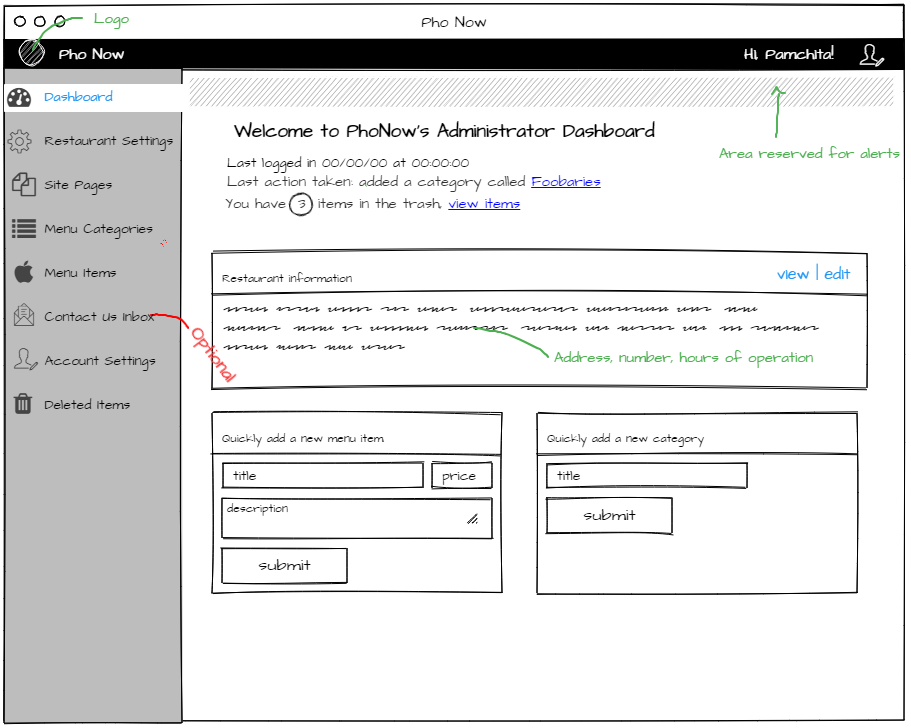 Logo
Pho Now
Pho Now
Hi, Pamchita!
Dashboard
Restaurant Settings
Site Pages
Menu Categories
Menu Items
Contact Us Inbox
Optional
Account Settings
Deleted Items
Area reserved for alerts
Welcome to PhoNow's Administrator Dashboard
Last logged in 00/00/00 at 00:00:00
Last action taken: added a category called Foobaries
You have 3 items in the trash, view items
Restaurant information
view | edit
Address, number, hours of operation
Quickly add a new menu item
title
price
description
submit
Quickly add a new category
title
submit